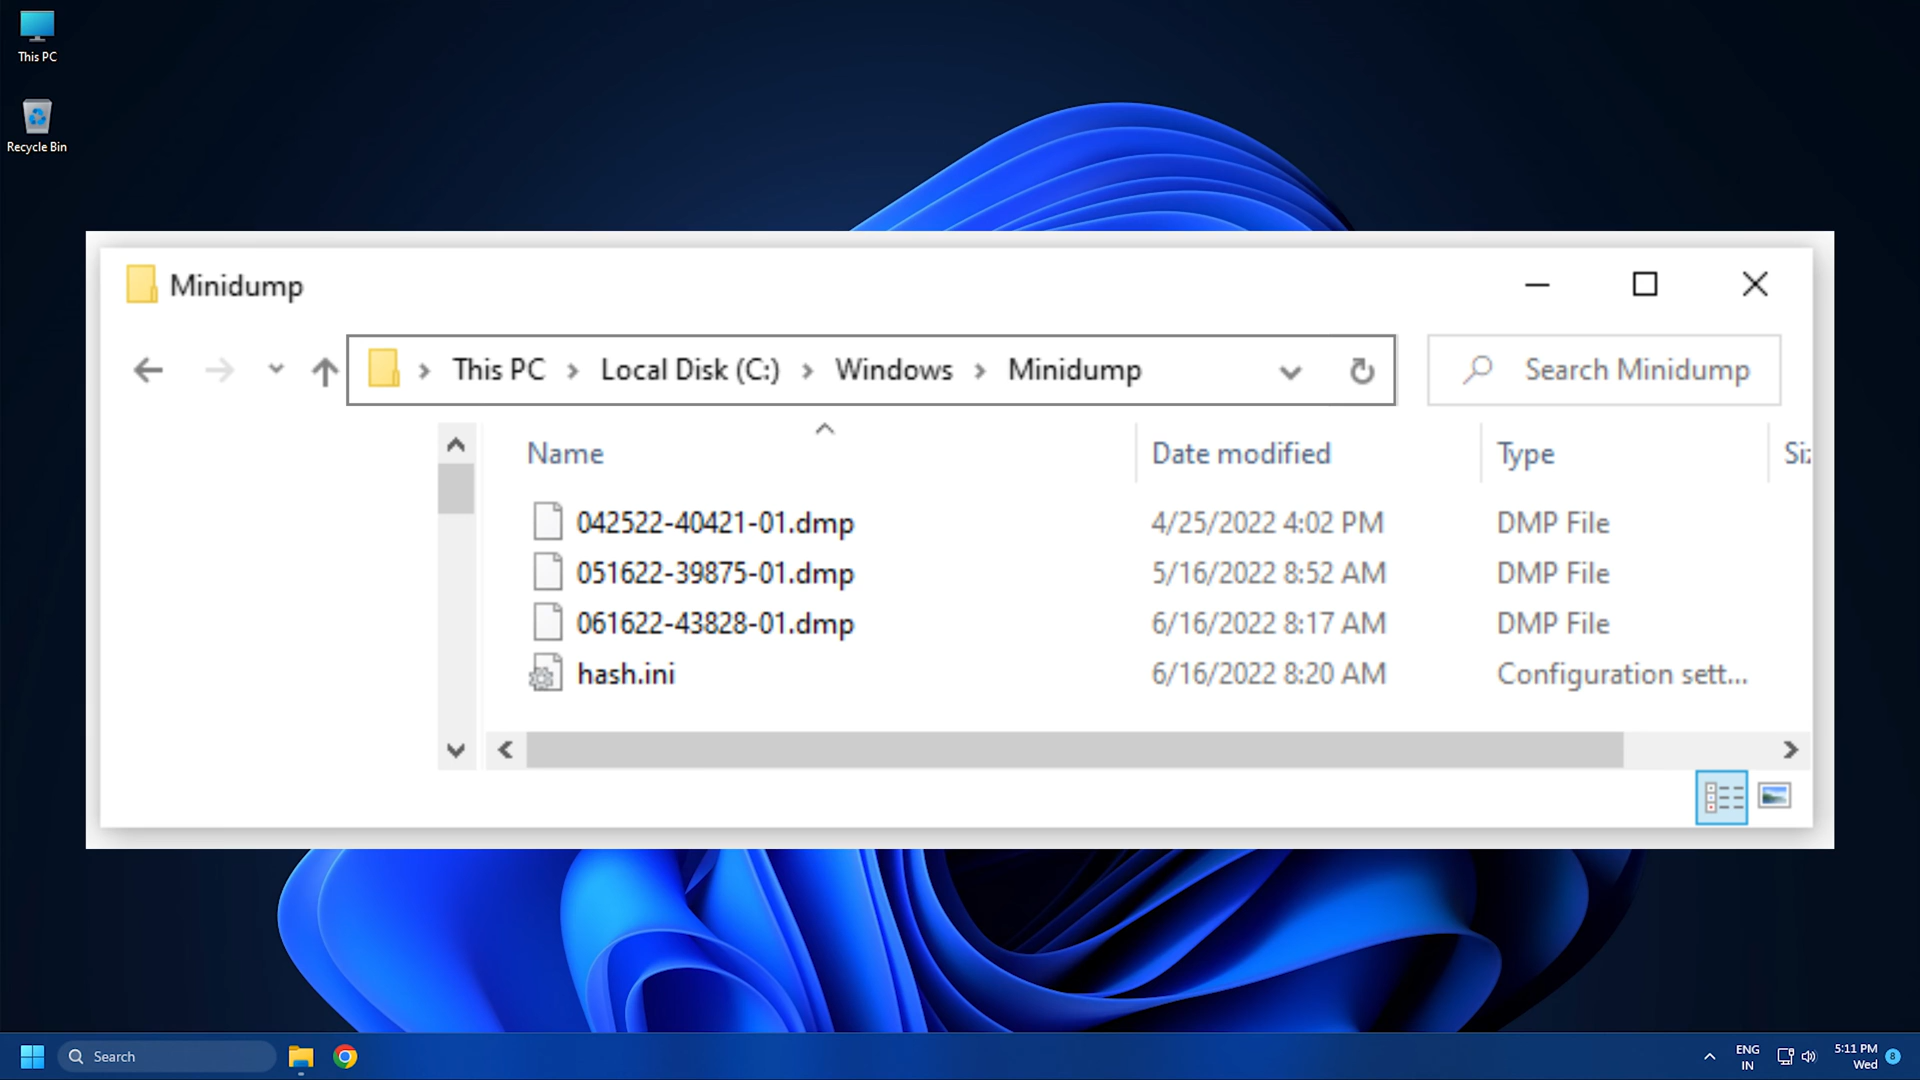 This PC
Recycle Bin
Minidump
This PC Local Disk (C:) Windows Minidump
Search Minidump
Name Date modified Type Siz
042522-40421-01.dmp 4/25/2022 4:02 PM DMP File
051622-39875-01.dmp 5/16/2022 8:52 AM DMP File
061622-43828-01.dmp 6/16/2022 8:17 AM DMP File
hash.ini 6/16/2022 8:20 AM Configuration sett...
Search
ENG
IN
5:11 PM
Wed
8